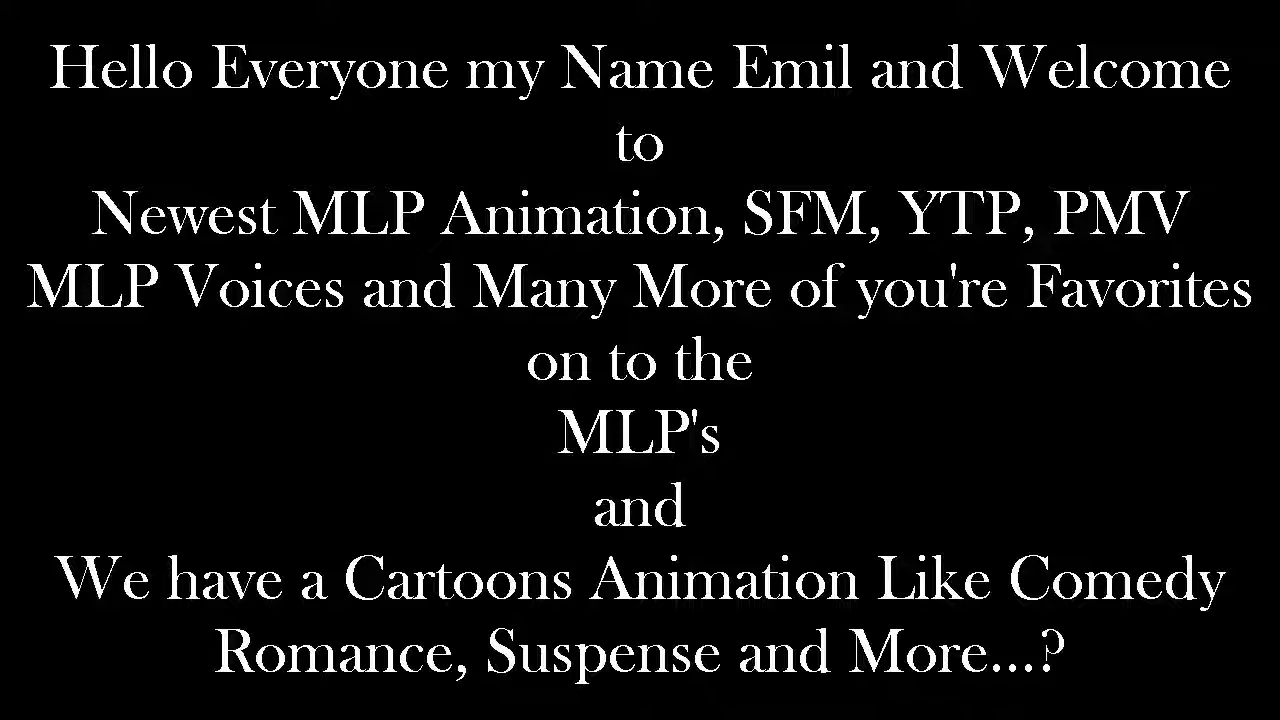 Hello Everyone my Name Emil and Welcome
to
Newest MLP Animation, SFM, YTP, PMV
MLP Voices and Many More of you're Favorites
on to the
MLP's
and
We have a Cartoons Animation Like Comedy
Romance, Suspense and More...?